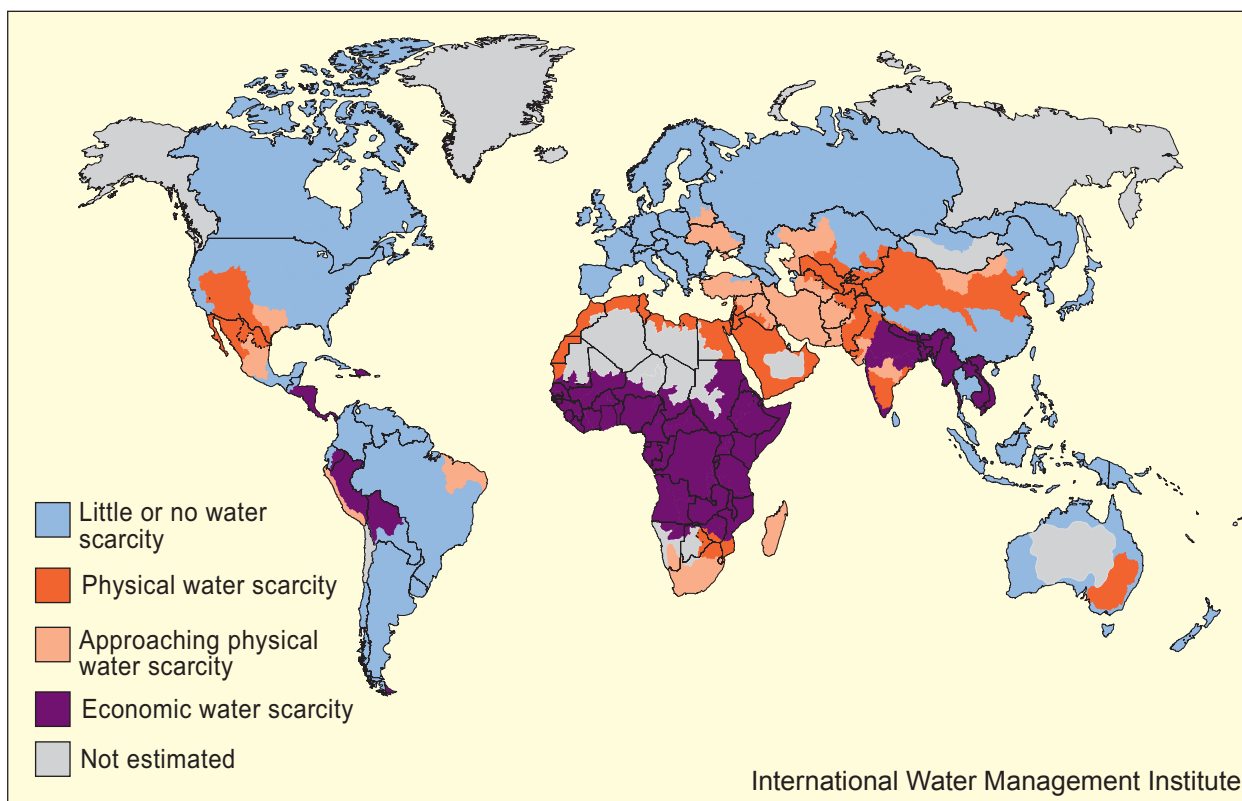 Little or no water
scarcity
Physical water scarcity
Approaching physical
water scarcity
Economic water scarcity
Not estimated
International Water Management Institute